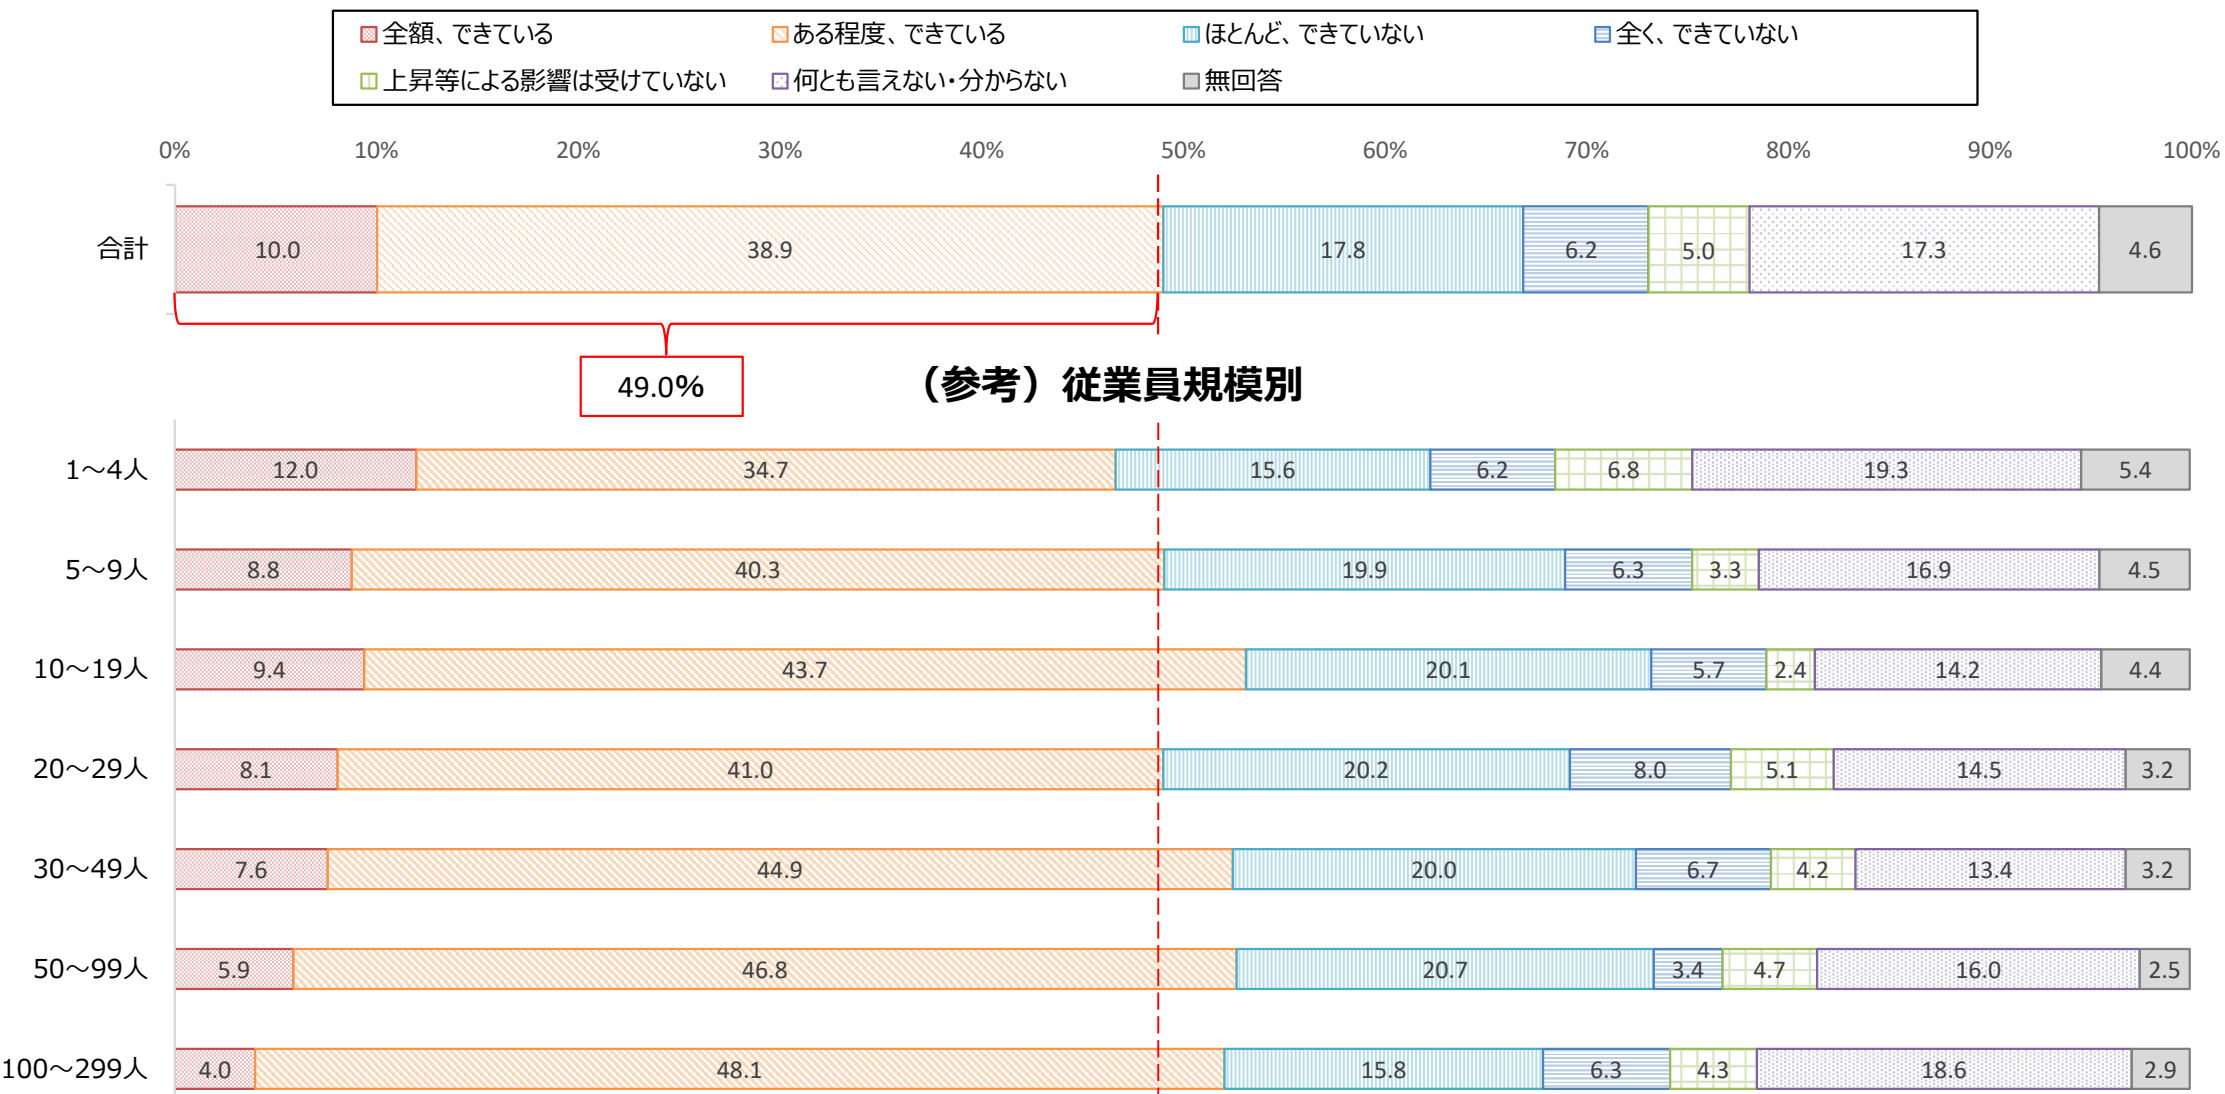 全額、できている ある程度、できている ほとんど、できていない 全く、できていない
上昇等による影響は受けていない 何とも言えない・分からない 無回答
0% 10% 20% 30% 40% 50% 60% 70% 80% 90% 100%
合計 10.0 38.9 17.8 6.2 5.0 17.3 4.6
49.0%
（参考）従業員規模別
1～4人 12.0 34.7 15.6 6.2 6.8 19.3 5.4
5～9人 8.8 40.3 19.9 6.3 3.3 16.9 4.5
10～19人 9.4 43.7 20.1 5.7 2.4 14.2 4.4
20～29人 8.1 41.0 20.2 8.0 5.1 14.5 3.2
30～49人 7.6 44.9 20.0 6.7 4.2 13.4 3.2
50～99人 5.9 46.8 20.7 3.4 4.7 16.0 2.5
100～299人 4.0 48.1 15.8 6.3 4.3 18.6 2.9